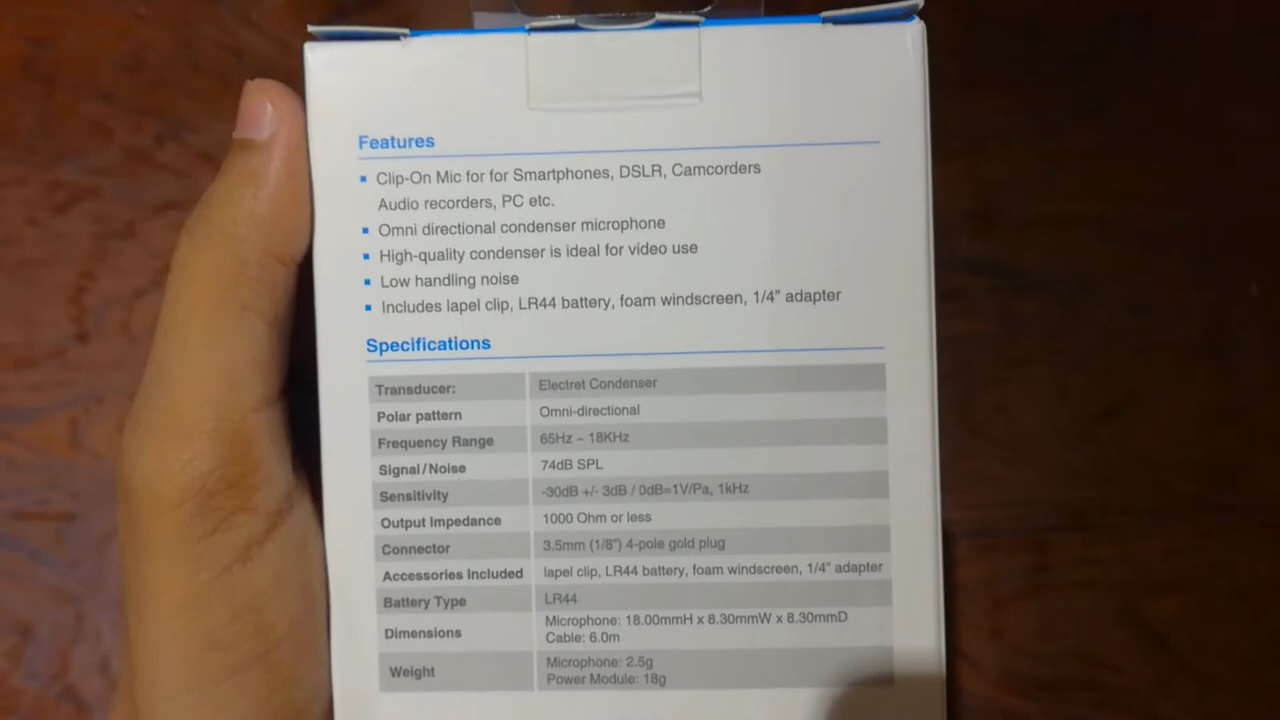 Features
Clip-On Mic for for Smartphones, DSLR, Camcorders
Audio recorders, PC etc.
Omni directional condenser microphone
High-quality condenser is ideal for video use
Low handling noise
Includes lapel clip, LR44 battery, foam windscreen, 1/4" adapter
Specifications
Transducer: Electret Condenser
Polar pattern Omni-directional
Frequency Range 65Hz ~ 18KHz
Signal/Noise 74dB SPL
Sensitivity -30dB +/- 3dB / 0dB=1V/Pa, 1kHz
Output Impedance 1000 Ohm or less
Connector 3.5mm (1/8") 4-pole gold plug
Accessories Included lapel clip, LR44 battery, foam windscreen, 1/4" adapter
Battery Type LR44
Dimensions Microphone: 18.00mmH x 8.30mmW x 8.30mmD
Cable: 6.0m
Weight Microphone: 2.5g
Power Module: 18g